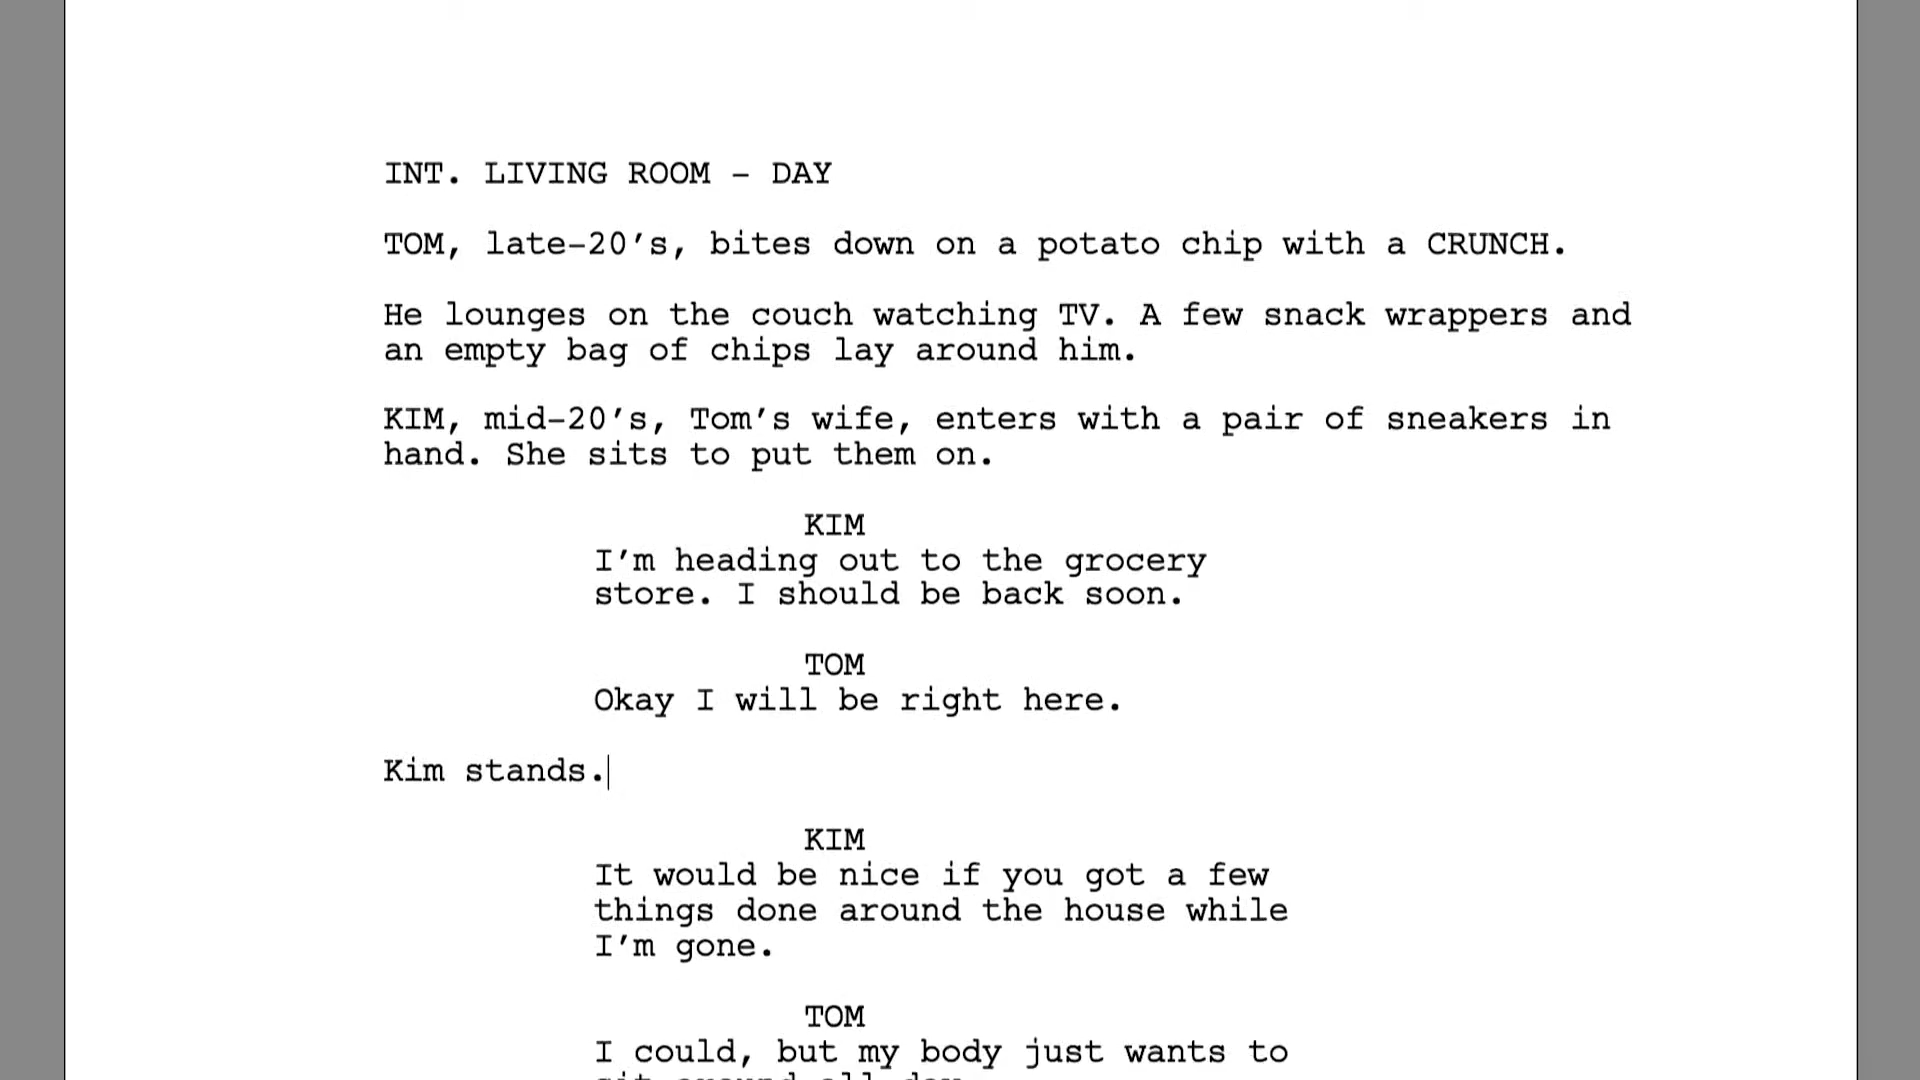 INT. LIVING ROOM – DAY
TOM, late–20's, bites down on a potato chip with a CRUNCH.
He lounges on the couch watching TV. A few snack wrappers and
an empty bag of chips lay around him.
KIM, mid–20's, Tom's wife, enters with a pair of sneakers in
hand. She sits to put them on.
KIM
I'm heading out to the grocery
store. I should be back soon.
TOM
Okay I will be right here.
Kim stands.
KIM
It would be nice if you got a few
things done around the house while
I'm gone.
TOM
I could, but my body just wants to